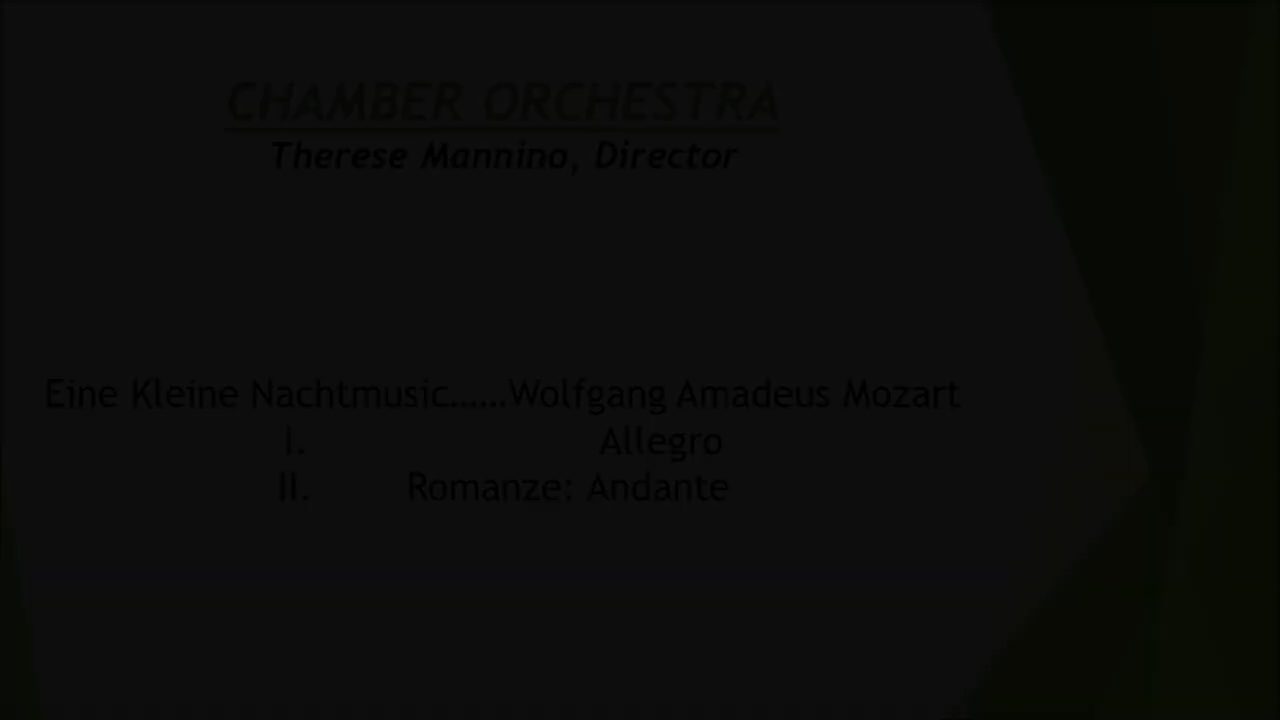 CHAMBER ORCHESTRA
Therese Mannino, Director
Eine Kleine Nachtmusic......Wolfgang Amadeus Mozart
I. Allegro
II. Romanze: Andante